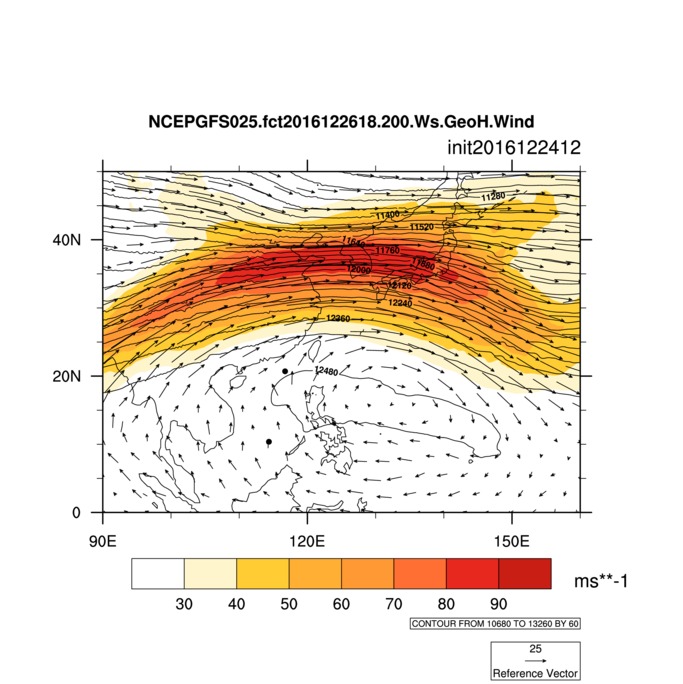 NCEPGFS025.fct2016122618.200.Ws.GeoH.Wind
init2016122412
11280
11400
11520
40N
11640
11760
11880
12000
12120
12240
12360
12480
20N
0
90E 120E 150E
ms**-1
30 40 50 60 70 80 90
CONTOUR FROM 10680 TO 13260 BY 60
25
Reference Vector